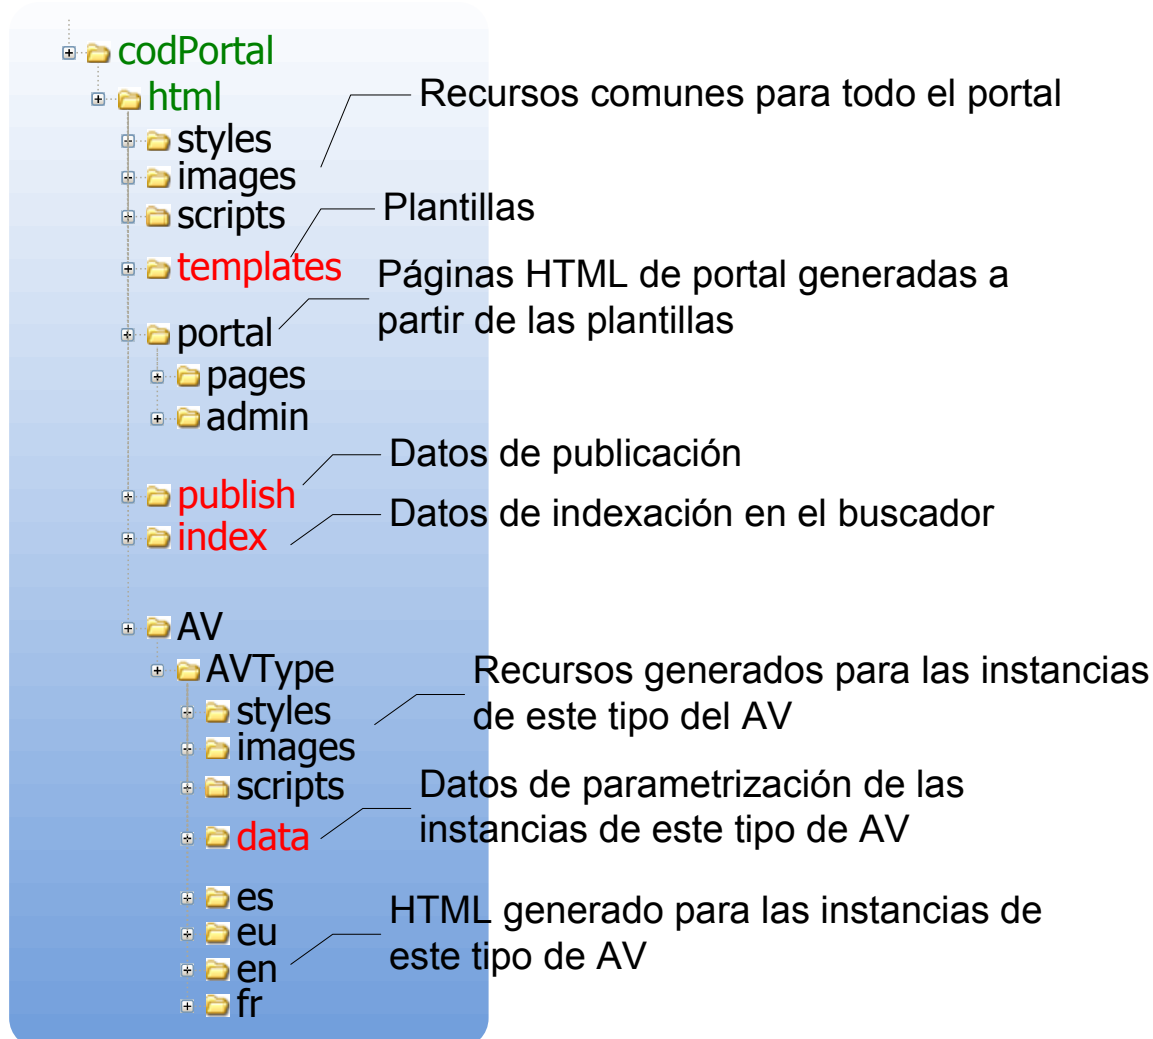 codPortal
html
Recursos comunes para todo el portal
styles
images
scripts
Plantillas
templates
Páginas HTML de portal generadas a
partir de las plantillas
portal
pages
admin
Datos de publicación
publish
Datos de indexación en el buscador
index
AV
AVType
Recursos generados para las instancias
de este tipo del AV
styles
images
scripts
Datos de parametrización de las
instancias de este tipo de AV
data
es
HTML generado para las instancias de
este tipo de AV
eu
en
fr